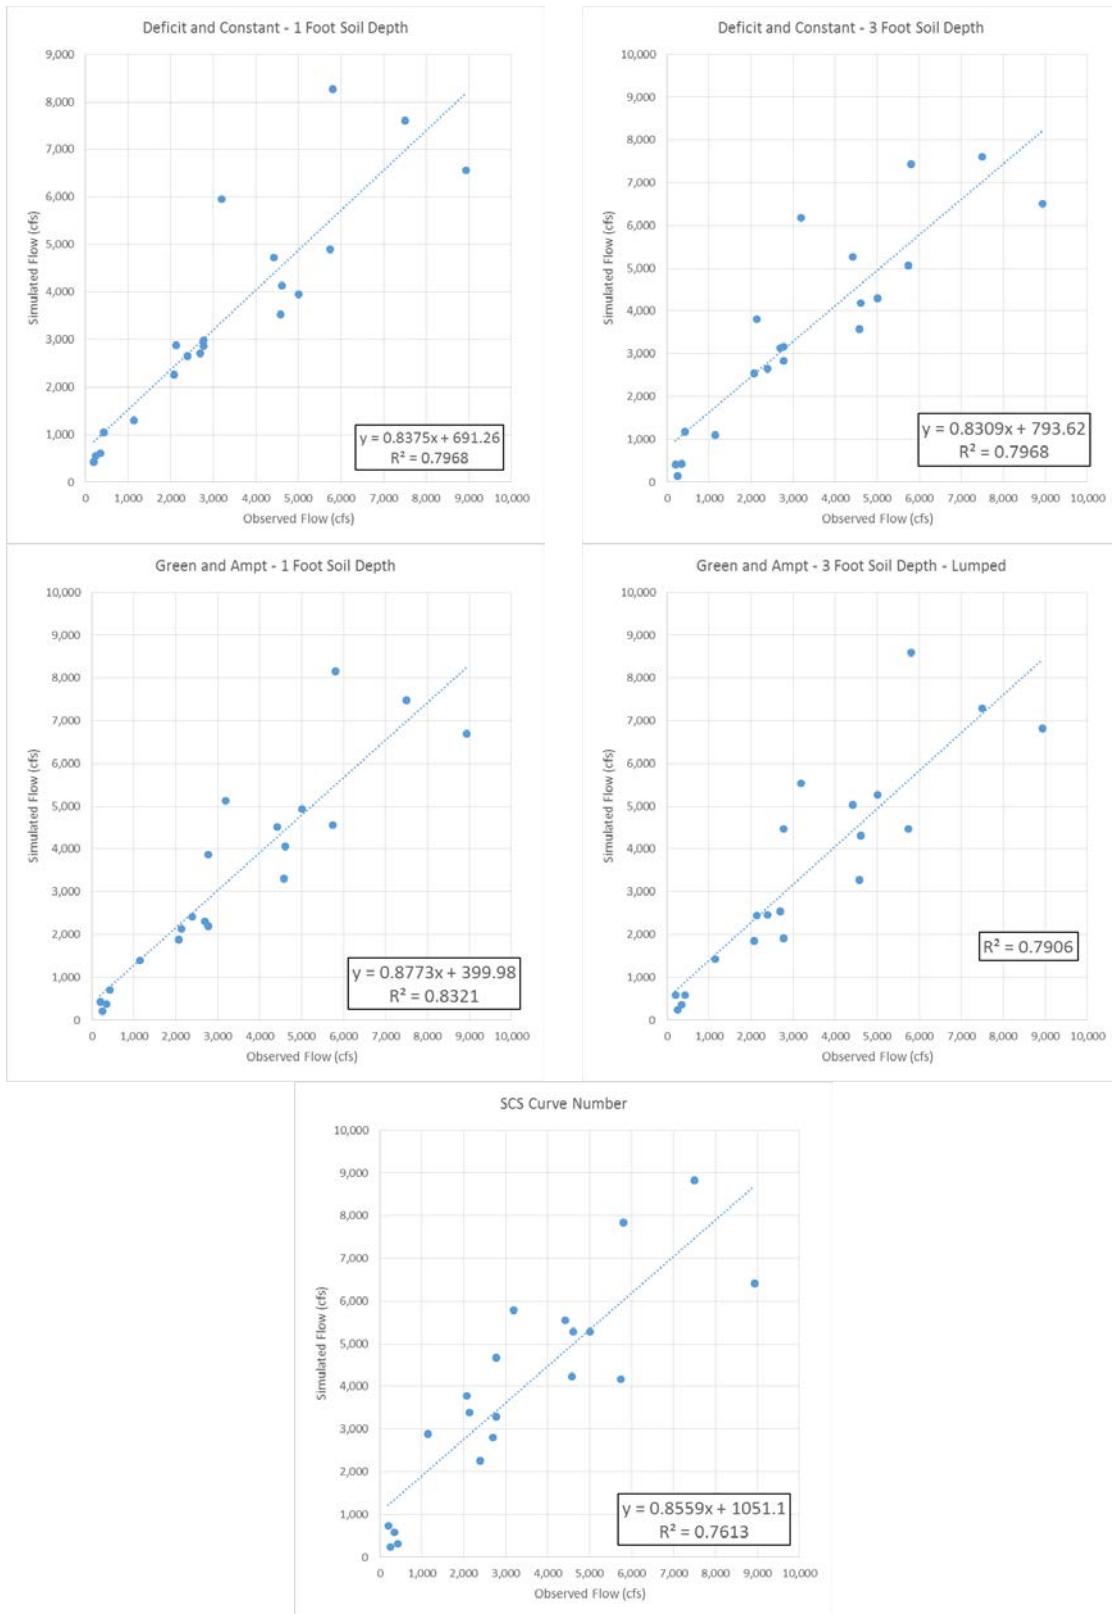 Deficit and Constant - 1 Foot Soil Depth
9,000
8,000
7,000
6,000
5,000
4,000
3,000
2,000
1,000
0
Simulated Flow (cfs)
y = 0.8375x + 691.26
R² = 0.7968
0 1,000 2,000 3,000 4,000 5,000 6,000 7,000 8,000 9,000 10,000
Observed Flow (cfs)
Deficit and Constant - 3 Foot Soil Depth
10,000
9,000
8,000
7,000
6,000
5,000
4,000
3,000
2,000
1,000
0
Simulated Flow (cfs)
y = 0.8309x + 793.62
R² = 0.7968
0 1,000 2,000 3,000 4,000 5,000 6,000 7,000 8,000 9,000 10,000
Observed Flow (cfs)
Green and Ampt - 1 Foot Soil Depth
10,000
9,000
8,000
7,000
6,000
5,000
4,000
3,000
2,000
1,000
0
Simulated Flow (cfs)
y = 0.8773x + 399.98
R² = 0.8321
0 1,000 2,000 3,000 4,000 5,000 6,000 7,000 8,000 9,000 10,000
Observed Flow (cfs)
Green and Ampt - 3 Foot Soil Depth - Lumped
10,000
9,000
8,000
7,000
6,000
5,000
4,000
3,000
2,000
1,000
0
Simulated Flow (cfs)
R² = 0.7906
0 1,000 2,000 3,000 4,000 5,000 6,000 7,000 8,000 9,000 10,000
Observed Flow (cfs)
SCS Curve Number
10,000
9,000
8,000
7,000
6,000
5,000
4,000
3,000
2,000
1,000
0
Simulated Flow (cfs)
y = 0.8559x + 1051.1
R² = 0.7613
0 1,000 2,000 3,000 4,000 5,000 6,000 7,000 8,000 9,000 10,000
Observed Flow (cfs)